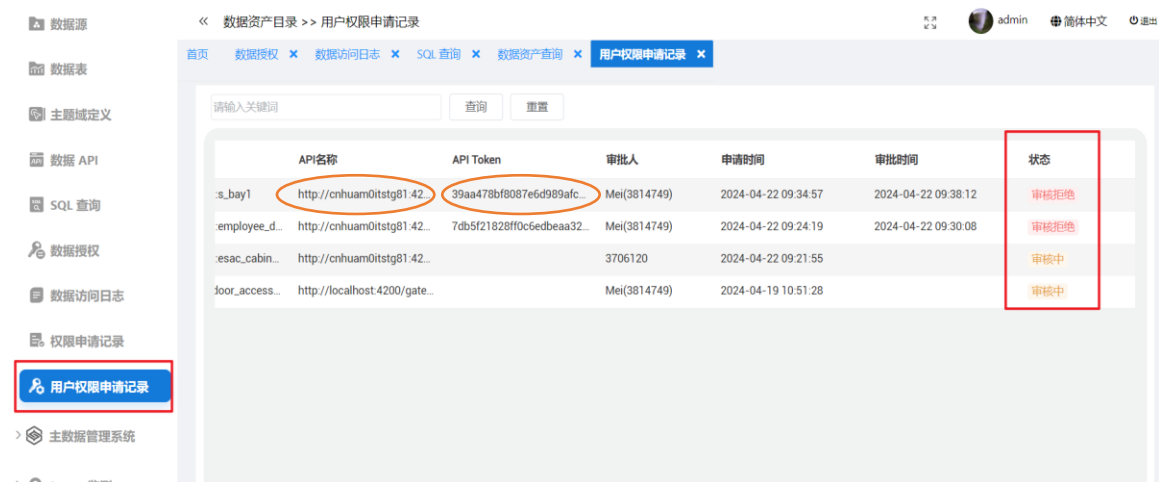 数据源
数据表
主题域定义
数据 API
SQL 查询
数据授权
数据访问日志
权限申请记录
用户权限申请记录
主数据管理系统
数据资产目录 >> 用户权限申请记录
admin 简体中文 退出
首页 数据授权 × 数据访问日志 × SQL 查询 × 数据资产查询 × 用户权限申请记录 ×
请输入关键词 查询 重置
API名称 API Token 审批人 申请时间 审批时间 状态
:s_bay1 http://cnhuam0itstg81:42... 39aa478bf8087e6d989afc... Mei(3814749) 2024-04-22 09:34:57 2024-04-22 09:38:12 审核拒绝
:employee_d... http://cnhuam0itstg81:42... 7db5f21828ff0c6edbeaa32... Mei(3814749) 2024-04-22 09:24:19 2024-04-22 09:30:08 审核拒绝
:esac_cabin... http://cnhuam0itstg81:42... 3706120 2024-04-22 09:21:55 审核中
door_access... http://localhost:4200/gate... Mei(3814749) 2024-04-19 10:51:28 审核中